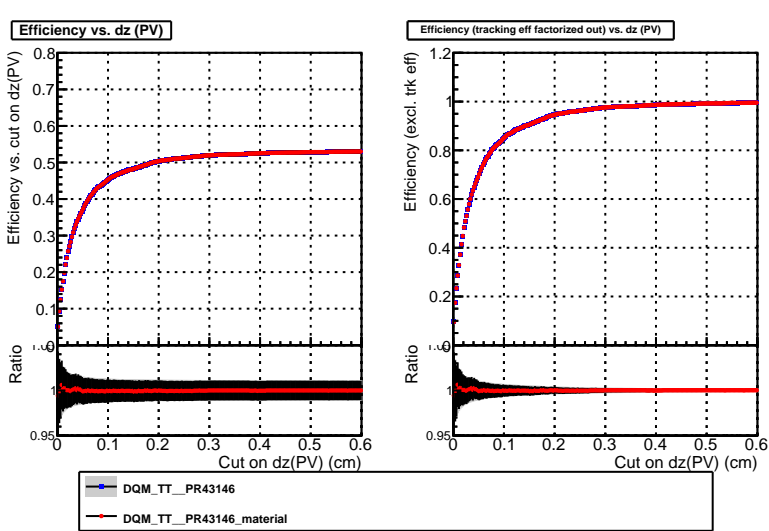 Efficiency vs. dz (PV)
Efficiency vs. cut on dz(PV)
0.8
0.7
0.6
0.5
0.4
0.3
0.2
0.1
0
Ratio
1
0.95
0 0.1 0.2 0.3 0.4 0.5 0.6
Cut on dz(PV) (cm)
Efficiency (tracking eff factorized out) vs. dz (PV)
Efficiency (excl. trk eff)
1.2
1
0.8
0.6
0.4
0.2
0
Ratio
1
0.95
0 0.1 0.2 0.3 0.4 0.5 0.6
Cut on dz(PV) (cm)
DQM_TT__PR43146
DQM_TT__PR43146_material